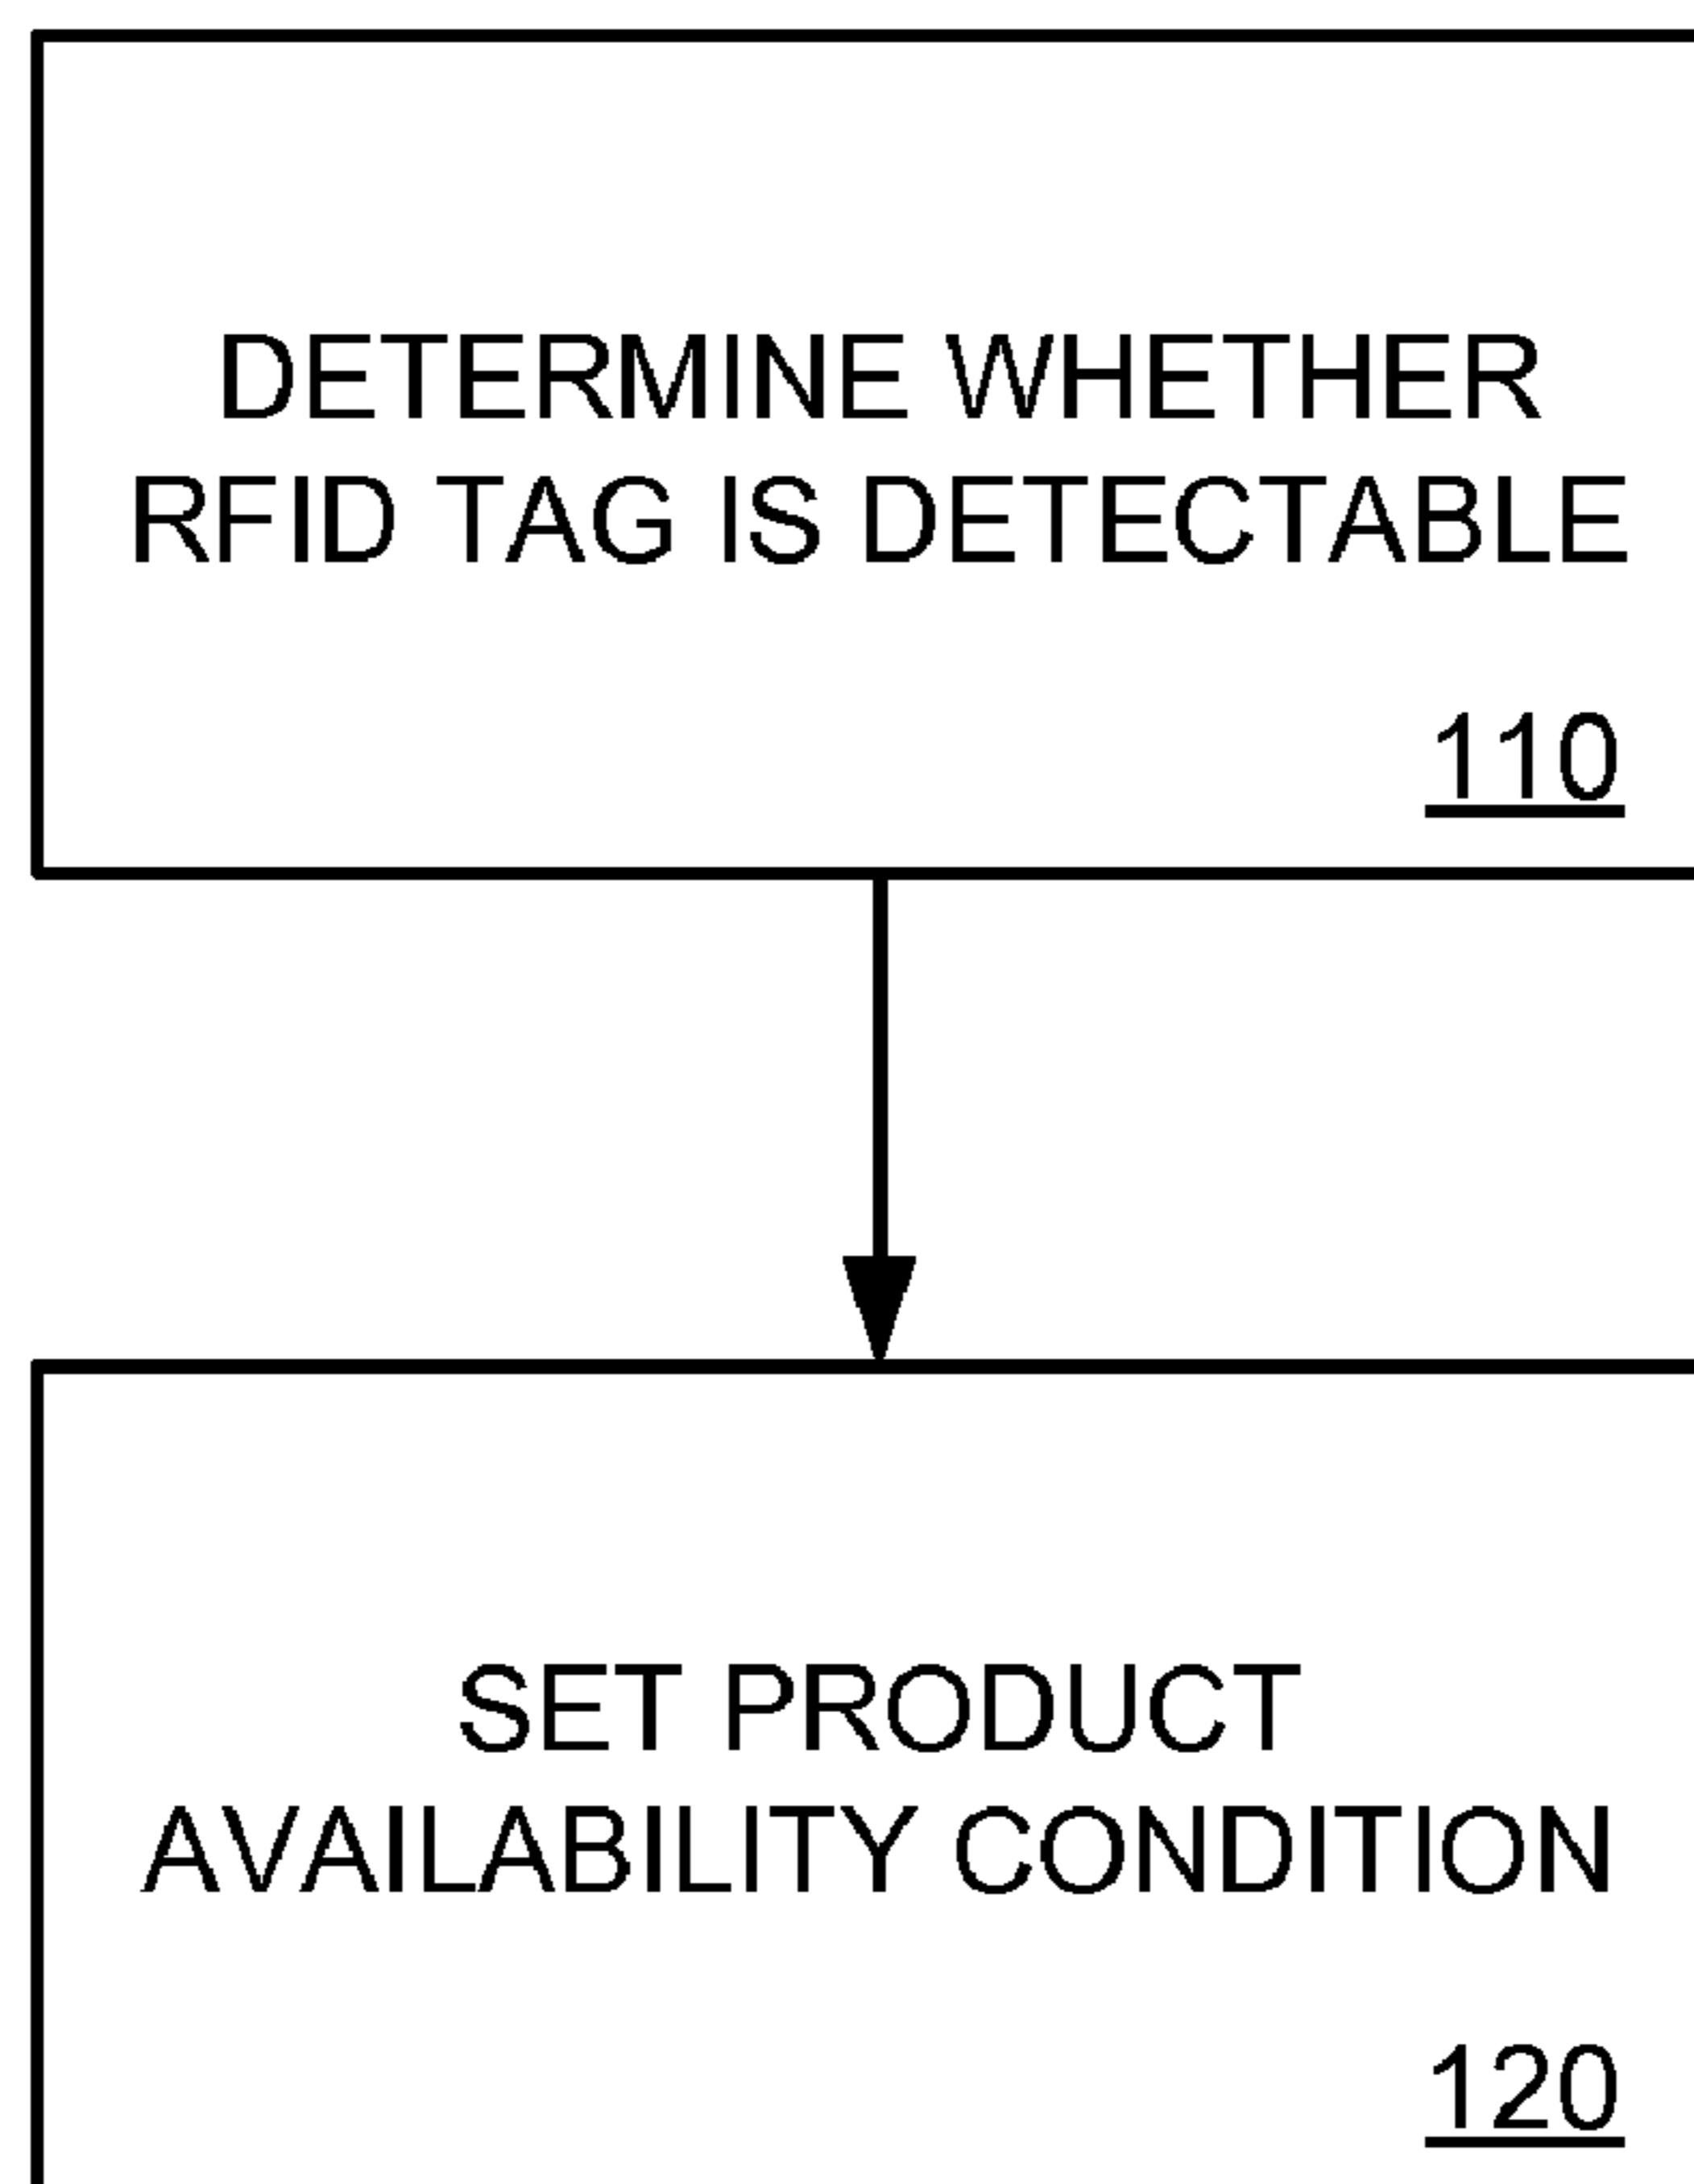 DETERMINE WHETHER
RFID TAG IS DETECTABLE
110
SET PRODUCT
AVAILABILITY CONDITION
120